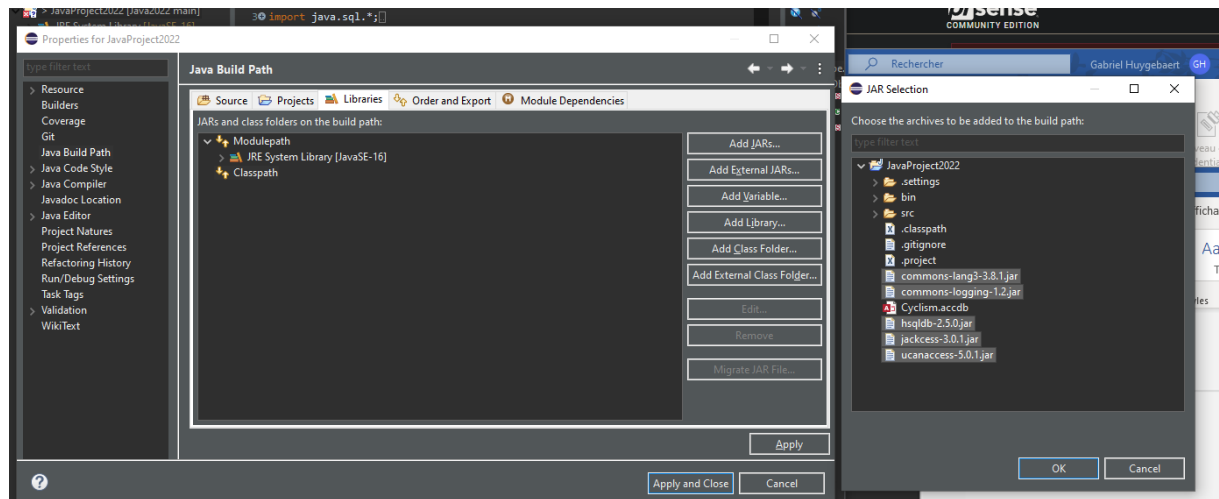 > JavaProject2022 [Java2022 main]
JRE System Library [JavaSE-16]
3 import java.sql.*;
sense
COMMUNITY EDITION
Properties for JavaProject2022
type filter text
Resource
Builders
Coverage
Git
Java Build Path
Java Code Style
Java Compiler
Javadoc Location
Java Editor
Project Natures
Project References
Refactoring History
Run/Debug Settings
Task Tags
Validation
WikiText
Java Build Path
Source Projects Libraries Order and Export Module Dependencies
JARs and class folders on the build path:
Modulepath
JRE System Library [JavaSE-16]
Classpath
Add JARs...
Add External JARs...
Add Variable...
Add Library...
Add Class Folder...
Add External Class Folder...
Edit...
Remove
Migrate JAR File...
Apply
Apply and Close Cancel
Rechercher Gabriel Huygebaert GH
JAR Selection
Choose the archives to be added to the build path:
type filter text
JavaProject2022
.settings
bin
src
.classpath
.gitignore
.project
commons-lang3-3.8.1.jar
commons-logging-1.2.jar
Cyclism.accdb
hsqldb-2.5.0.jar
jackcess-3.0.1.jar
ucanaccess-5.0.1.jar
OK Cancel